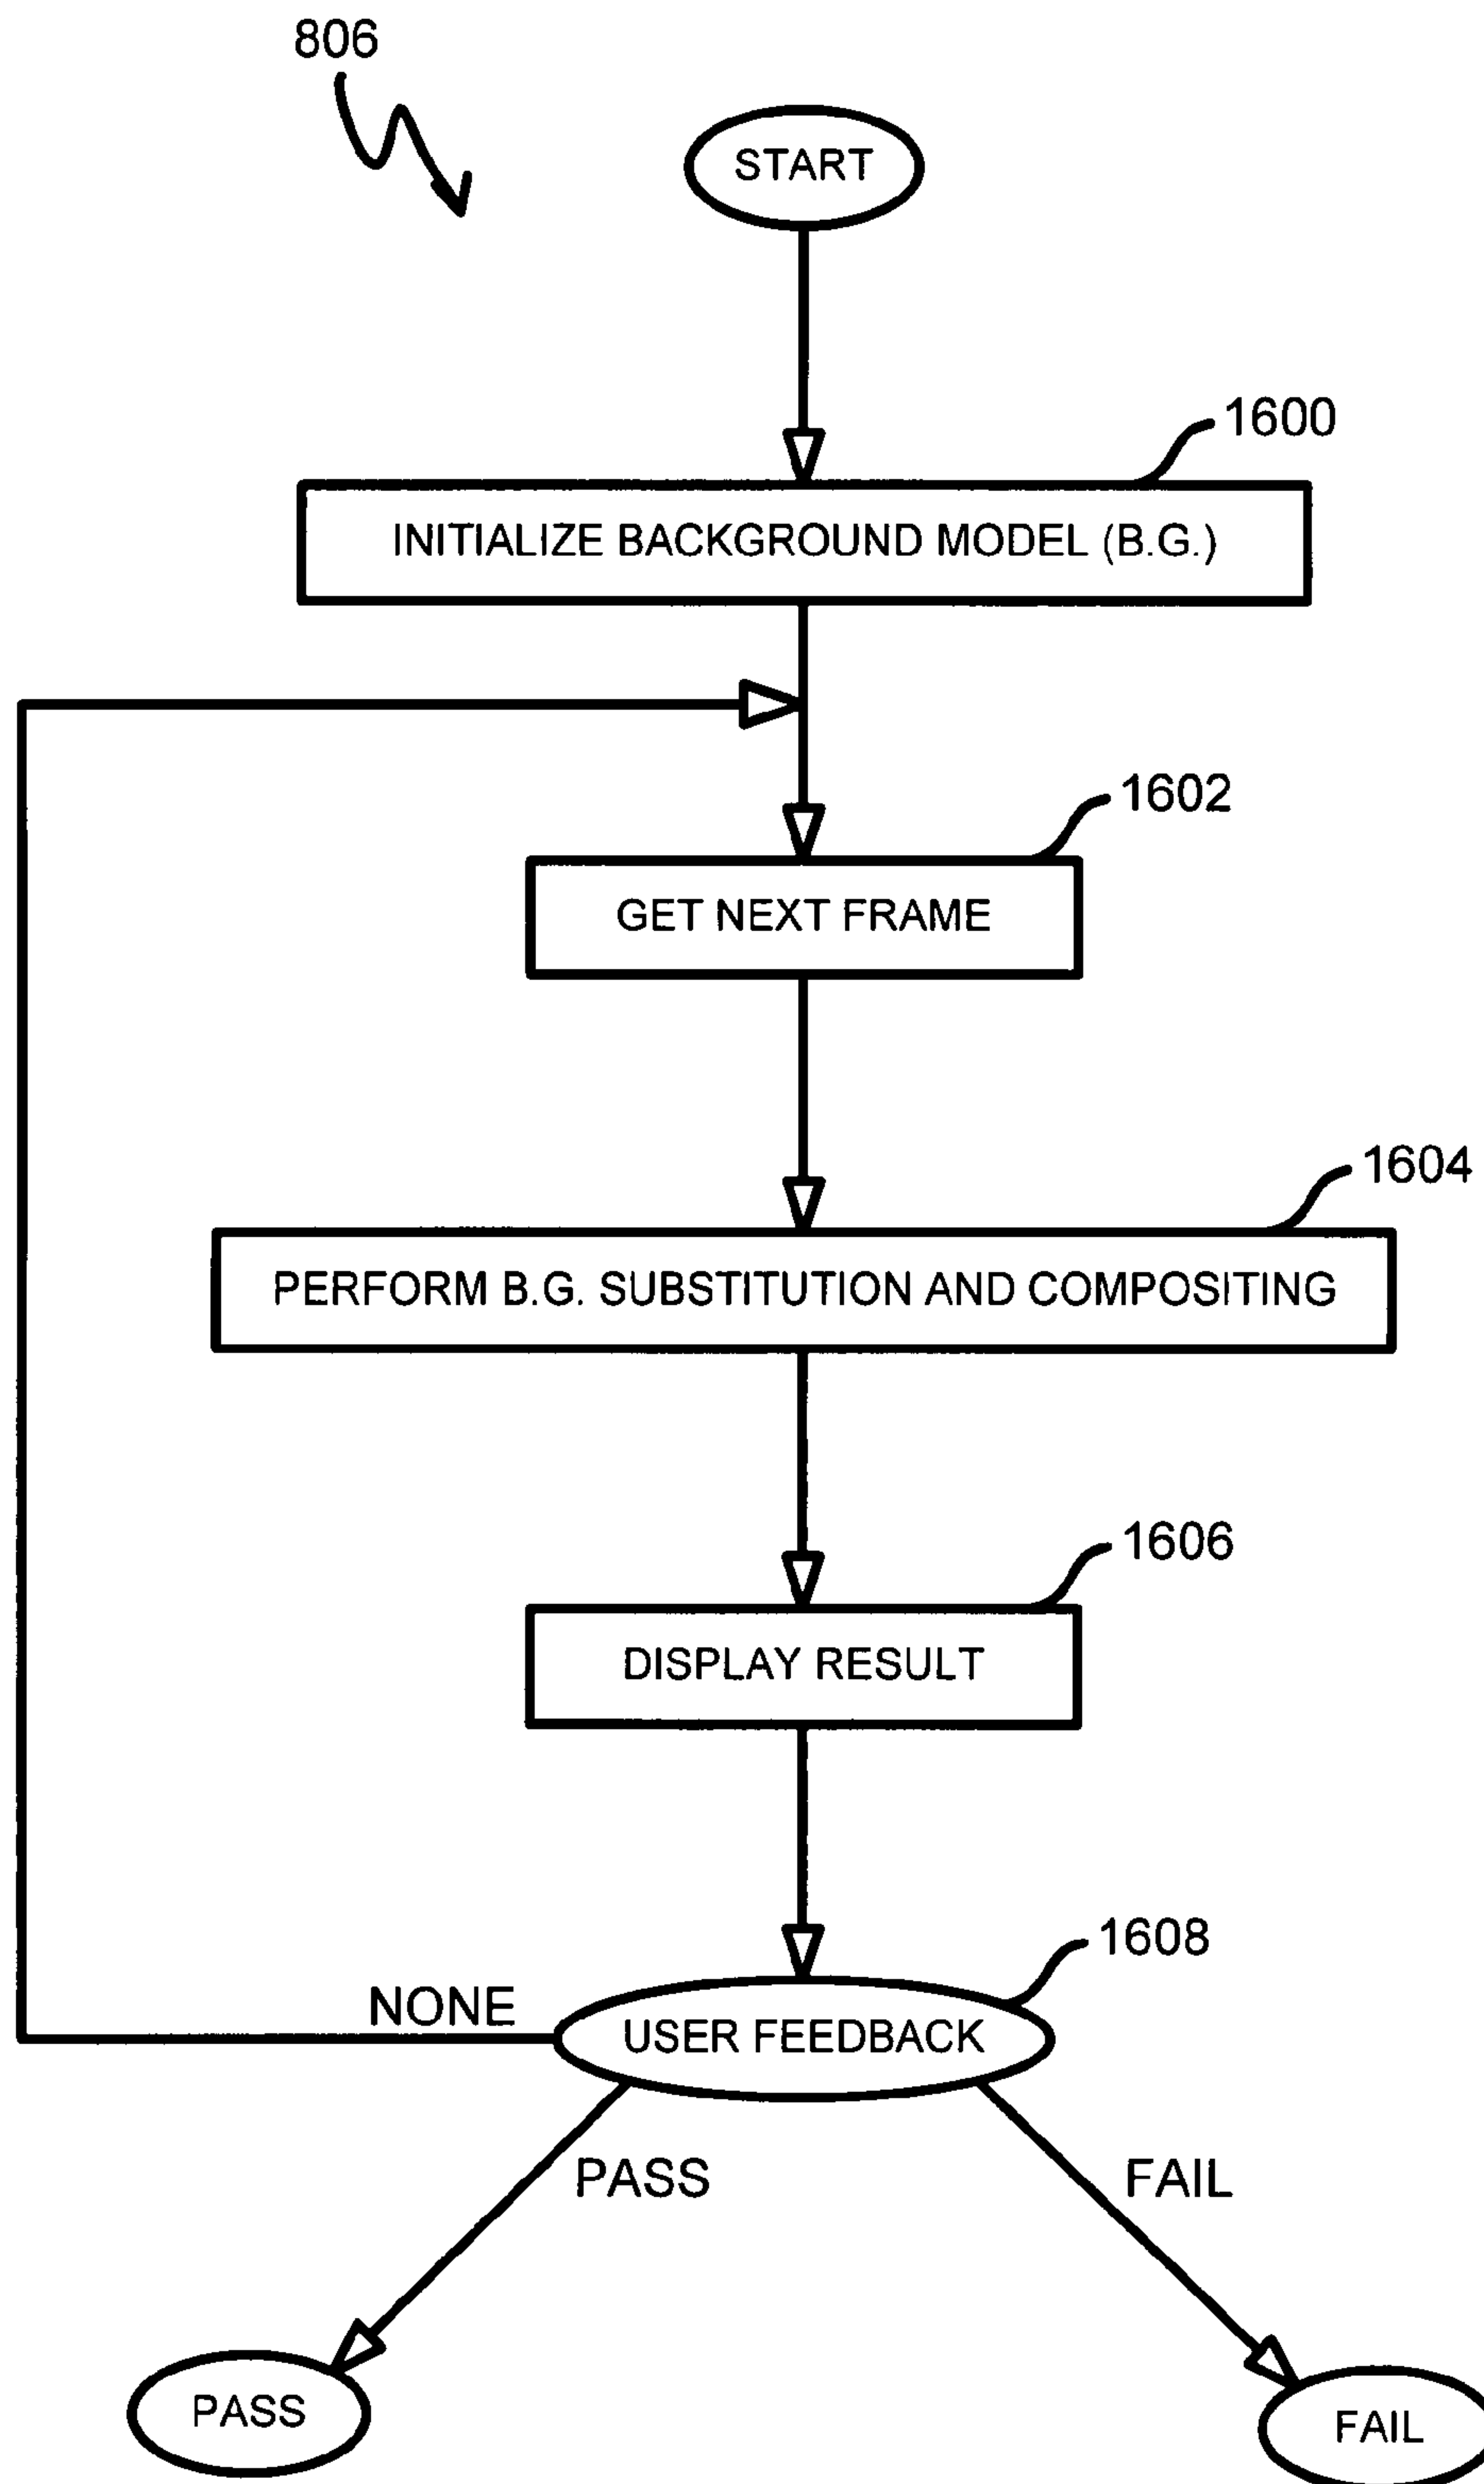 806
START
1600
INITIALIZE BACKGROUND MODEL (B.G.)
1602
GET NEXT FRAME
1604
PERFORM B.G. SUBSTITUTION AND COMPOSITING
1606
DISPLAY RESULT
1608
NONE
USER FEEDBACK
PASS
FAIL
PASS
FAIL